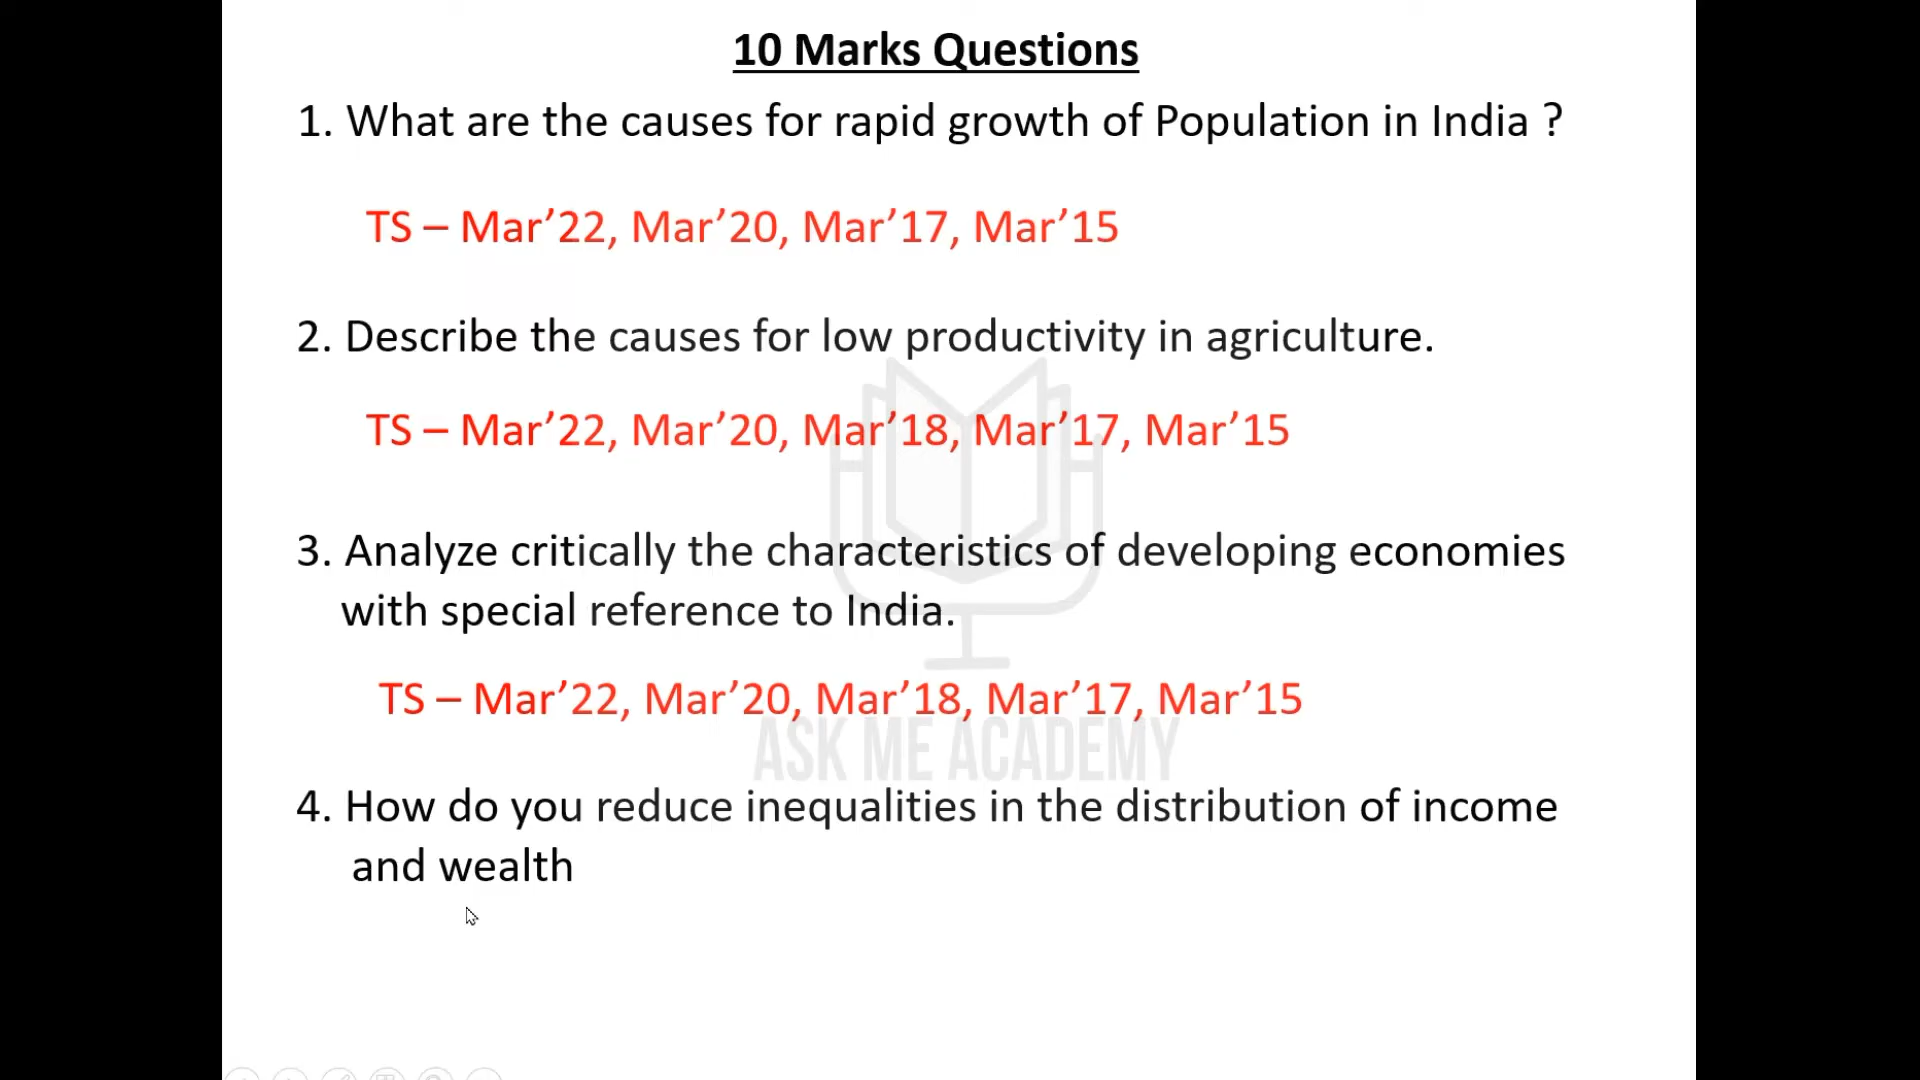 10 Marks Questions
1. What are the causes for rapid growth of Population in India ?
TS – Mar’22, Mar’20, Mar’17, Mar’15
2. Describe the causes for low productivity in agriculture.
TS – Mar’22, Mar’20, Mar’18, Mar’17, Mar’15
3. Analyze critically the characteristics of developing economies
with special reference to India.
TS – Mar’22, Mar’20, Mar’18, Mar’17, Mar’15
ASK ME ACADEMY
4. How do you reduce inequalities in the distribution of income
and wealth